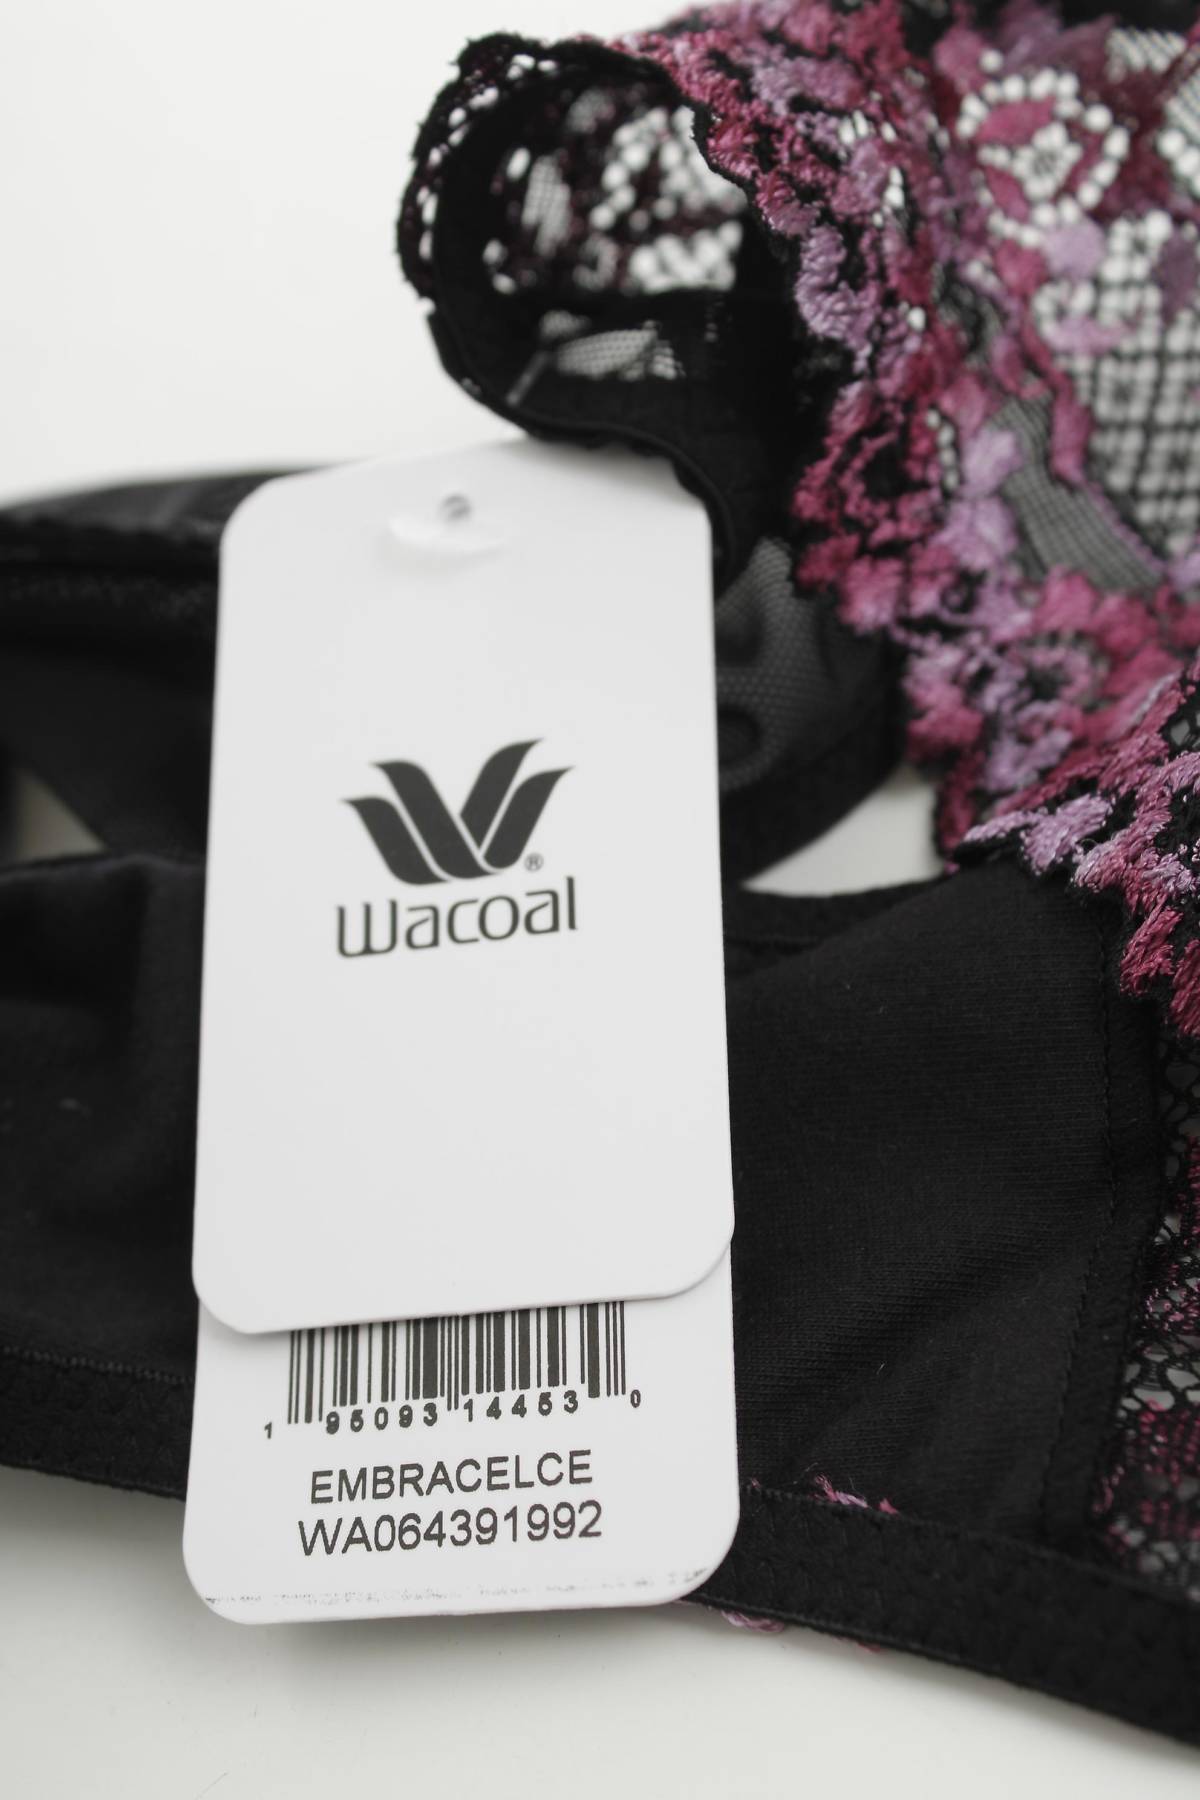 ®
Wacoal
1 95093 14453 0
EMBRACELCE
WA064391992